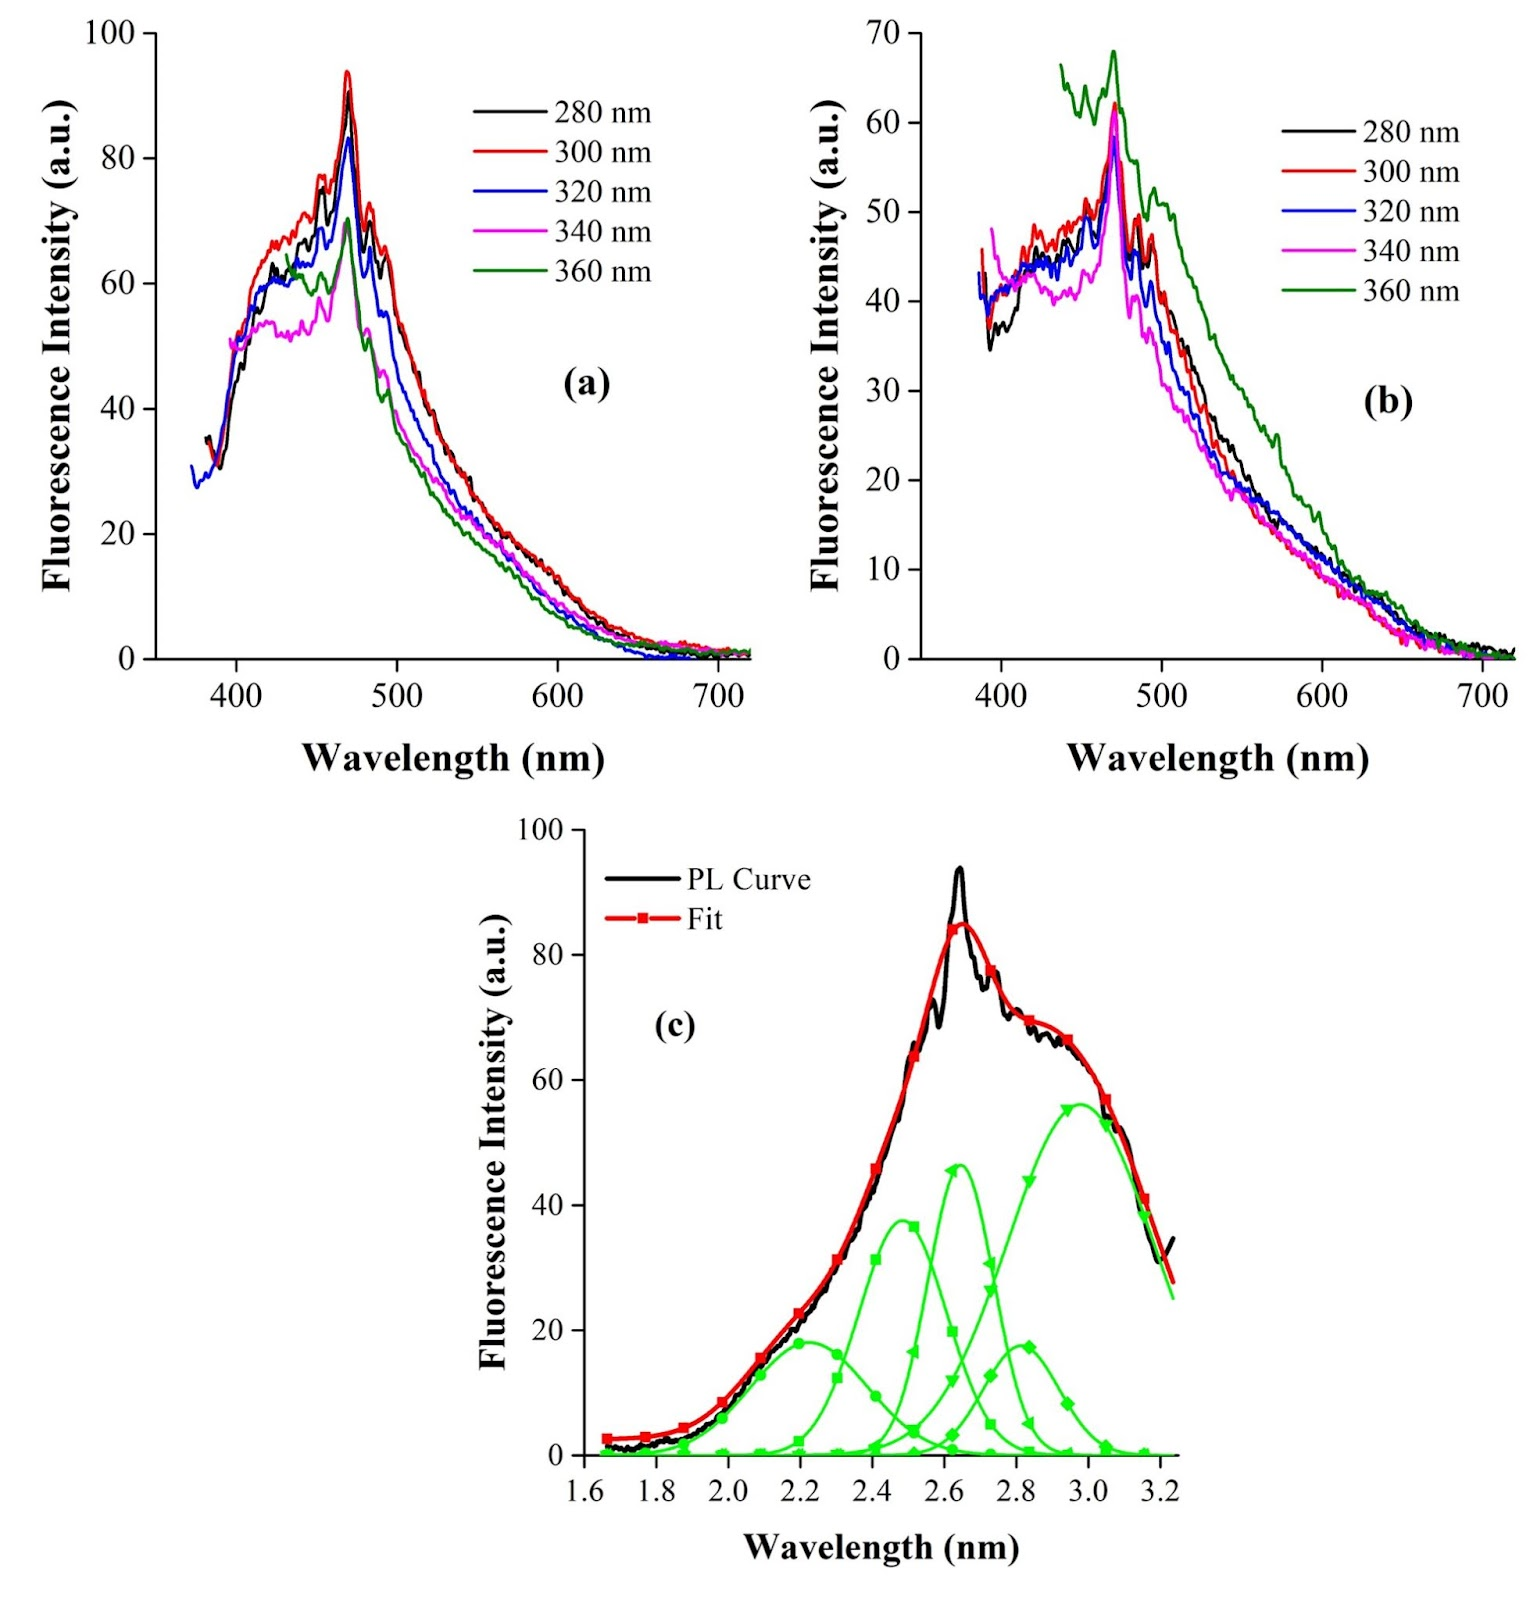 100
80
60
40
20
0
Fluorescence Intensity (a.u.)
280 nm
300 nm
320 nm
340 nm
360 nm
(a)
400 500 600 700
Wavelength (nm)
70
60
50
40
30
20
10
0
Fluorescence Intensity (a.u.)
280 nm
300 nm
320 nm
340 nm
360 nm
(b)
400 500 600 700
Wavelength (nm)
100
80
60
40
20
0
Fluorescence Intensity (a.u.)
PL Curve
Fit
(c)
1.6 1.8 2.0 2.2 2.4 2.6 2.8 3.0 3.2
Wavelength (nm)